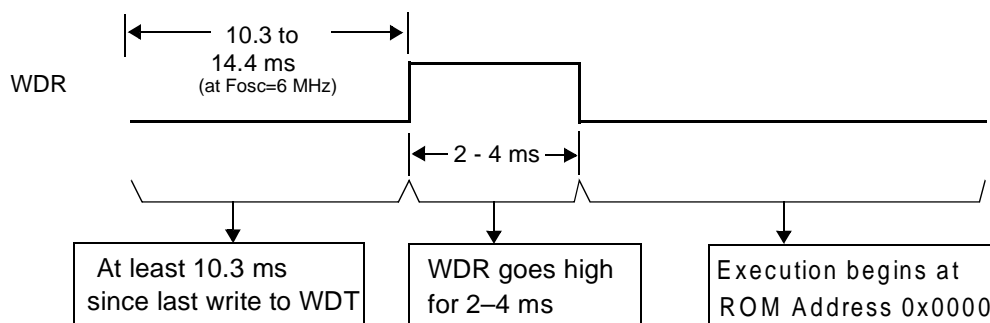 10.3 to
14.4 ms
(at Fosc=6 MHz)
WDR
2 - 4 ms
At least 10.3 ms
since last write to WDT
WDR goes high
for 2–4 ms
Execution begins at
ROM Address 0x0000